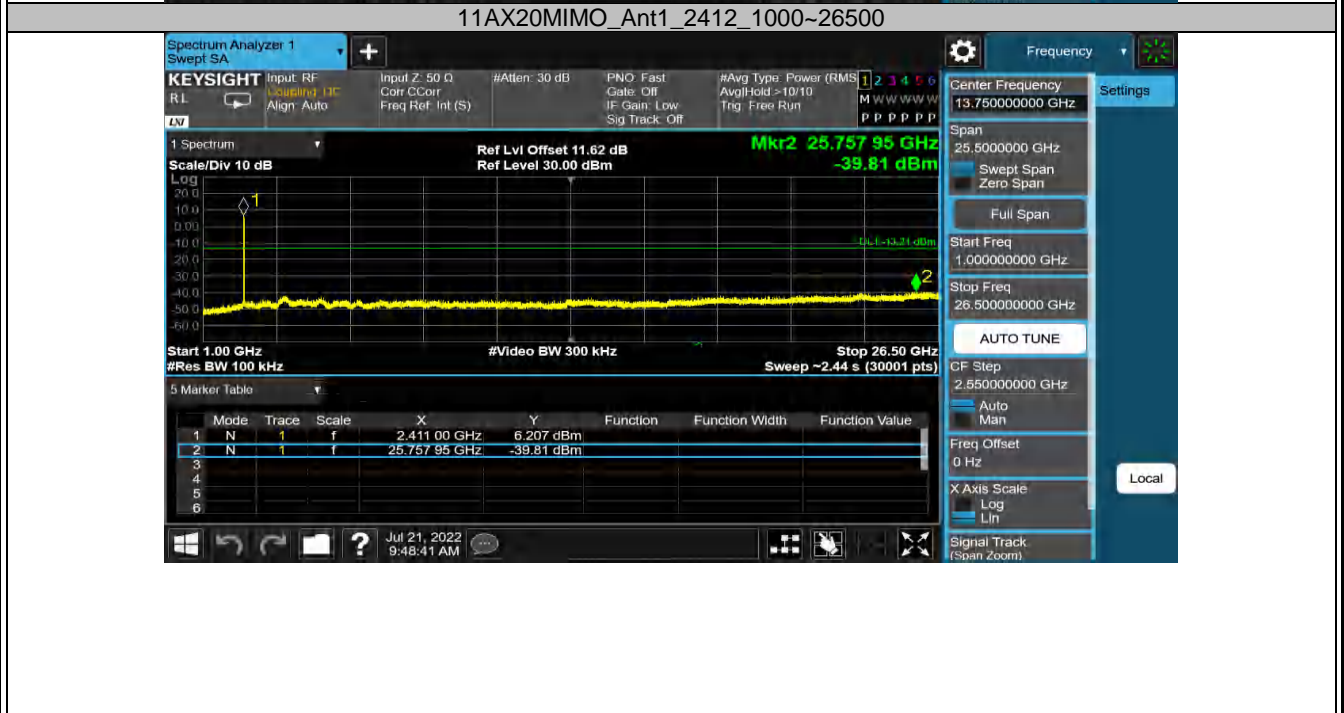 11AX20MIMO_Ant1_2412_1000~26500
Spectrum Analyzer 1
Swept SA
+
Frequency
KEYSIGHT
RL
LXI
Input: RF
Coupling: DC
Align: Auto
Input Z: 50 Ω
Corr CCorr
Freq Ref: Int (S)
#Atten: 30 dB
PNO: Fast
Gate: Off
IF Gain: Low
Sig Track: Off
#Avg Type: Power (RMS
Avg|Hold >10/10
Trig: Free Run
1 2 3 4 5 6
M W W W W W
P P P P P P
1 Spectrum
Scale/Div 10 dB
Log
Ref Lvl Offset 11.62 dB
Ref Level 30.00 dBm
Mkr2 25.757 95 GHz
-39.81 dBm
20.0
10.0
0.00
-10.0
-20.0
-30.0
-40.0
-50.0
-60.0
1
DL1 -13.21 dBm
2
Start 1.00 GHz
#Res BW 100 kHz
#Video BW 300 kHz
Stop 26.50 GHz
Sweep ~2.44 s (30001 pts)
5 Marker Table
Mode Trace Scale X Y Function Function Width Function Value
1 N 1 f 2.411 00 GHz 6.207 dBm
2 N 1 f 25.757 95 GHz -39.81 dBm
3
4
5
6
?
Jul 21, 2022
9:48:41 AM
Center Frequency
13.750000000 GHz
Settings
Span
25.5000000 GHz
Swept Span
Zero Span
Full Span
Start Freq
1.000000000 GHz
Stop Freq
26.500000000 GHz
AUTO TUNE
CF Step
2.550000000 GHz
Auto
Man
Freq Offset
0 Hz
X Axis Scale
Log
Lin
Local
Signal Track
(Span Zoom)